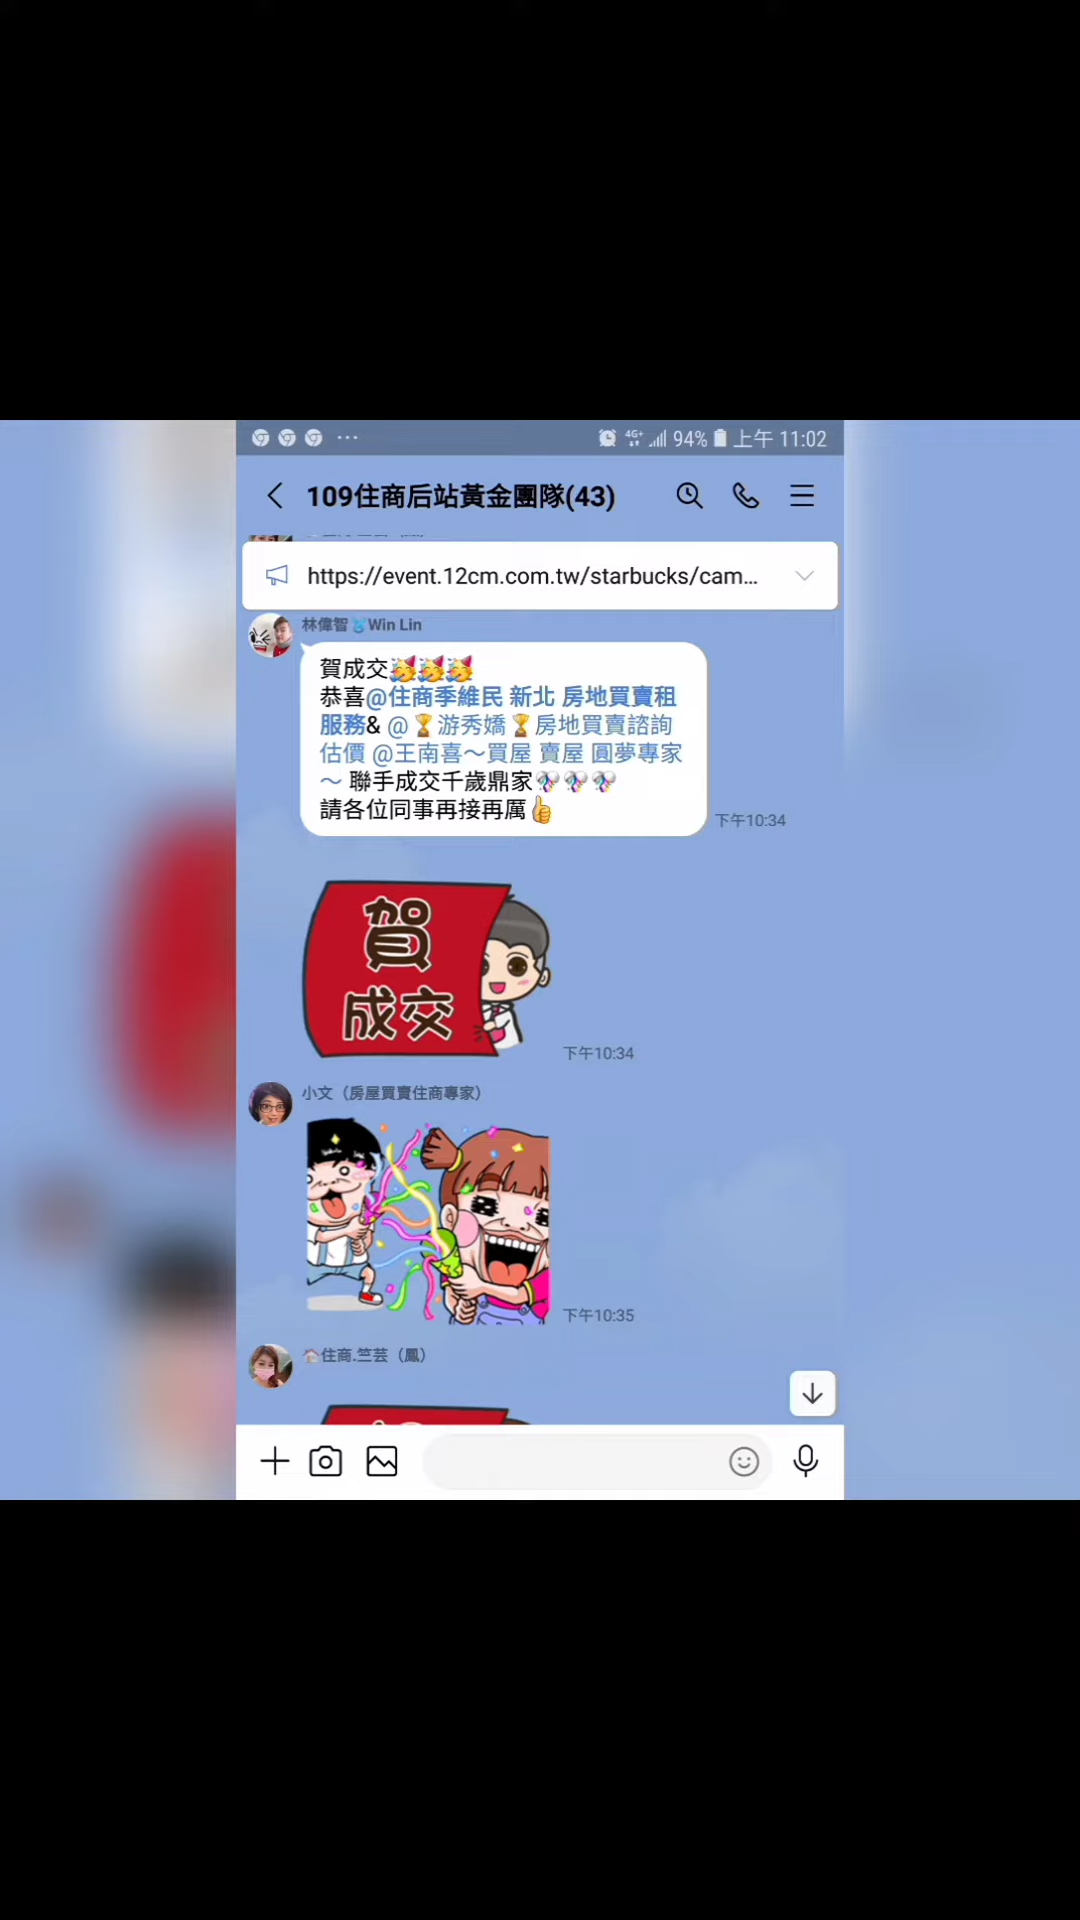 4G+ 94% 上午 11:02
109住商后站黃金團隊(43)
https://event.12cm.com.tw/starbucks/cam...
林偉智 Win Lin
賀成交🥳🥳🥳
恭喜@住商季維民 新北 房地買賣租
服務& @🏆游秀嬌🏆房地買賣諮詢
估價 @王南喜～買屋 賣屋 圓夢專家
～ 聯手成交千歲鼎家🎊🎊🎊
請各位同事再接再厲👍
下午10:34
賀
成交
下午10:34
小文（房屋買賣住商專家）
下午10:35
🏠住商.竺芸（鳳）